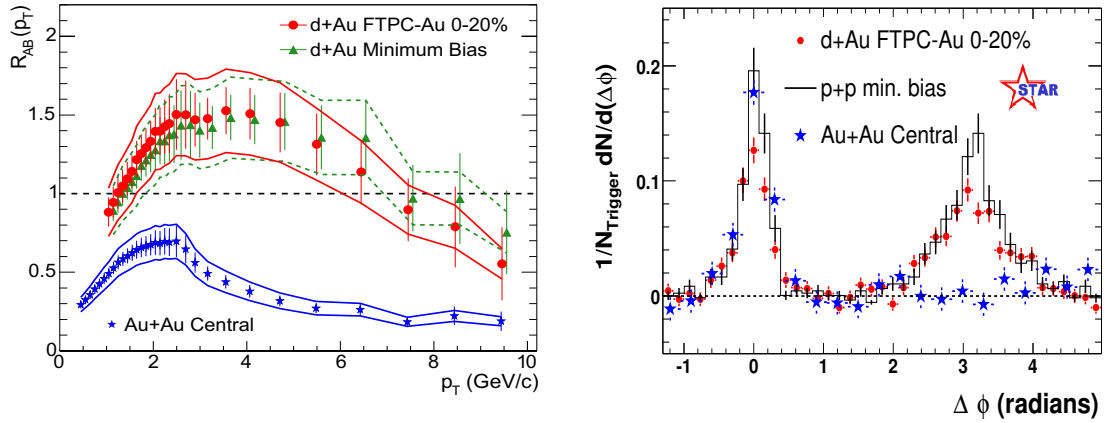 R_AB(p_T)
2
1.5
1
0.5
0
d+Au FTPC-Au 0-20%
d+Au Minimum Bias
Au+Au Central
0 2 4 6 8 10
p_T (GeV/c)
1/N_Trigger dN/d(Δϕ)
0.2
0.1
0
d+Au FTPC-Au 0-20%
p+p min. bias
Au+Au Central
STAR
-1 0 1 2 3 4
Δ ϕ (radians)